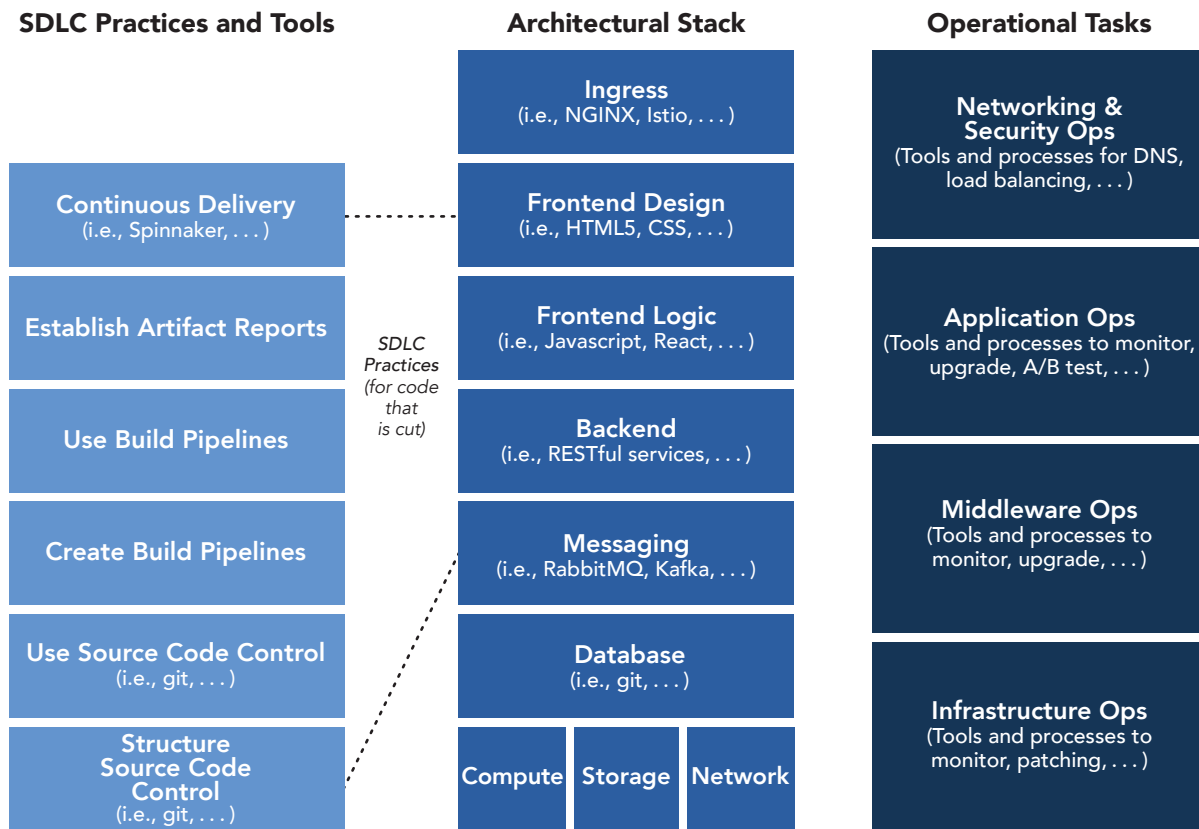 SDLC Practices and Tools
Continuous Delivery
(i.e., Spinnaker, . . . )
Establish Artifact Reports
Use Build Pipelines
Create Build Pipelines
Use Source Code Control
(i.e., git, . . . )
Structure
Source Code
Control
(i.e., git, . . . )
SDLC
Practices
(for code
that
is cut)
Architectural Stack
Ingress
(i.e., NGINX, Istio, . . . )
Frontend Design
(i.e., HTML5, CSS, . . . )
Frontend Logic
(i.e., Javascript, React, . . . )
Backend
(i.e., RESTful services, . . . )
Messaging
(i.e., RabbitMQ, Kafka, . . . )
Database
(i.e., git, . . . )
Compute
Storage
Network
Operational Tasks
Networking &
Security Ops
(Tools and processes for DNS,
load balancing, . . . )
Application Ops
(Tools and processes to monitor,
upgrade, A/B test, . . . )
Middleware Ops
(Tools and processes to
monitor, upgrade, . . . )
Infrastructure Ops
(Tools and processes to
monitor, patching, . . . )